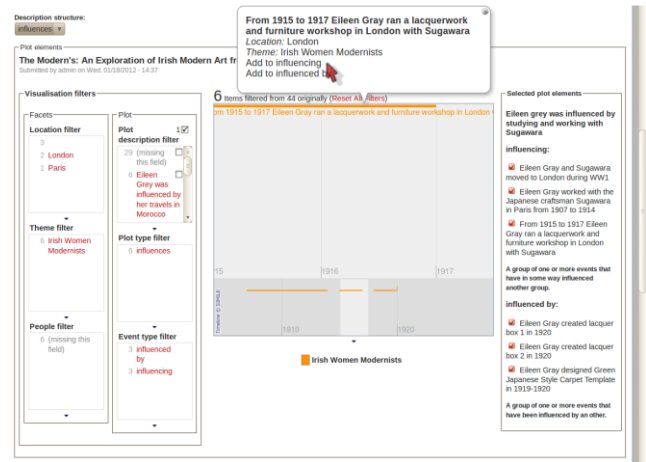 Description structure:
influences
Plot elements
The Modern's: An Exploration of Irish Modern Art fr
Submitted by admin on Wed, 01/18/2012 - 14:37
From 1915 to 1917 Eileen Gray ran a lacquerwork
and furniture workshop in London with Sugawara
Location: London
Theme: Irish Women Modernists
Add to influencing
Add to influenced b
Visualisation filters
Facets
Location filter
3
2 London
1 Paris
Theme filter
6 Irish Women
Modernists
People filter
6 (missing this
field)
Plot
Plot 1
description filter
29 (missing
this field)
6 Eileen
Grey was
influenced by
her travels in
Morocco
Plot type filter
6 influences
Event type filter
3 influenced
by
3 influencing
6 Items filtered from 44 originally (Reset All Filters)
om 1915 to 1917 Eileen Gray ran a lacquerwork and furniture workshop in London
15 1916 1917
Timeline © SIMILE
1910 1920
Irish Women Modernists
Selected plot elements
Eileen grey was influenced by
studying and working with
Sugawara
influencing:
Eileen Gray and Sugawara
moved to London during WW1
Eileen Gray worked with the
Japanese craftsman Sugawara
in Paris from 1907 to 1914
From 1915 to 1917 Eileen
Gray ran a lacquerwork and
furniture workshop in London
with Sugawara
A group of one or more events that
have in some way influenced
another group.
influenced by:
Eileen Gray created lacquer
box 1 in 1920
Eileen Gray created lacquer
box 2 in 1920
Eileen Gray designed Green
Japanese Style Carpet Template
in 1919-1920
A group of one or more events that
have been influenced by an other.